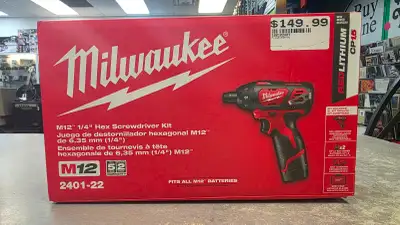 $149.99
Milwaukee
M12™ 1/4" Hex Screwdriver Kit
Juego de destornillador hexagonal M12™
de 6,35 mm (1/4")
Ensemble de tournevis à tête
hexagonale de 6,35 mm (1/4") M12™
M12
2401-22
FITS ALL M12™ BATTERIES
REDLITHIUM
CP1.5
Buy